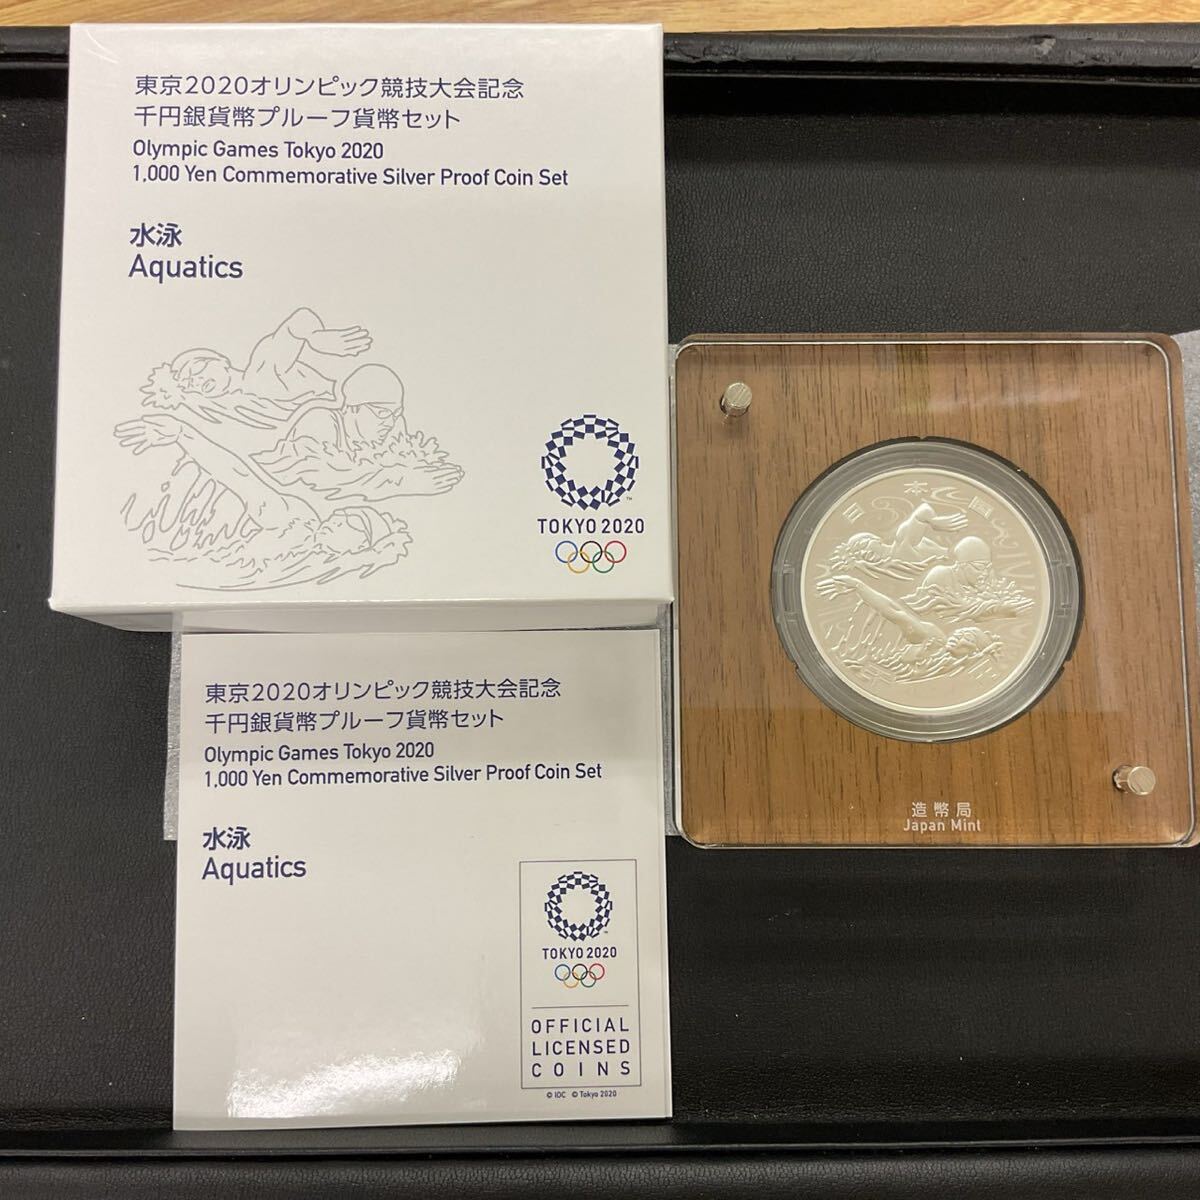 東京2020オリンピック競技大会記念
千円銀貨幣プルーフ貨幣セット
Olympic Games Tokyo 2020
1,000 Yen Commemorative Silver Proof Coin Set
水泳
Aquatics
TOKYO 2020
日本国
造幣局
Japan Mint
東京2020オリンピック競技大会記念
千円銀貨幣プルーフ貨幣セット
Olympic Games Tokyo 2020
1,000 Yen Commemorative Silver Proof Coin Set
水泳
Aquatics
TOKYO 2020
OFFICIAL
LICENSED
COINS
© IOC © Tokyo 2020